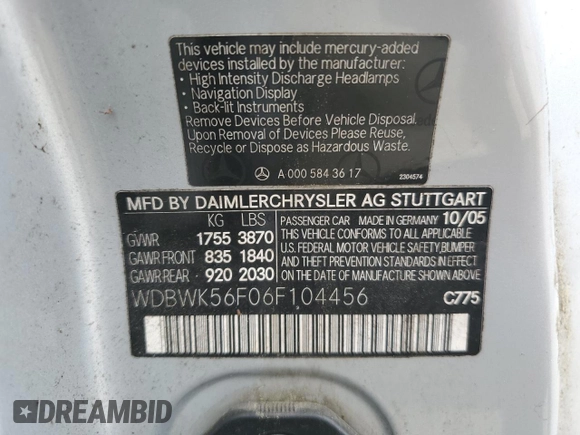 This vehicle may include mercury-added
devices installed by the manufacturer:
• High Intensity Discharge Headlamps
• Navigation Display
• Back-lit Instruments
Remove Devices Before Vehicle Disposal.
Upon Removal of Devices Please Reuse,
Recycle or Dispose as Hazardous Waste.
A 000 584 36 17
2304574
MFD BY DAIMLERCHRYSLER AG STUTTGART
KG LBS
GVWR 1755 3870
GAWR FRONT 835 1840
GAWR REAR 920 2030
PASSENGER CAR MADE IN GERMANY 10/05
THIS VEHICLE CONFORMS TO ALL APPLICABLE
U.S. FEDERAL MOTOR VEHICLE SAFETY, BUMPER
AND THEFT PREVENTION STANDARDS IN EFFECT
ON THE DATE OF MANUFACTURE SHOWN ABOVE.
WDBWK56F06F104456
C775
DREAMBID